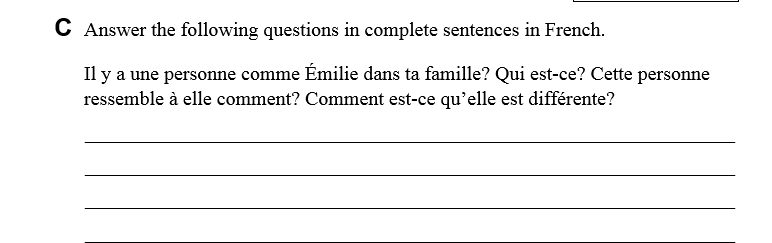 C Answer the following questions in complete sentences in French.
Il y a une personne comme Émilie dans ta famille? Qui est-ce? Cette personne
ressemble à elle comment? Comment est-ce qu’elle est différente?